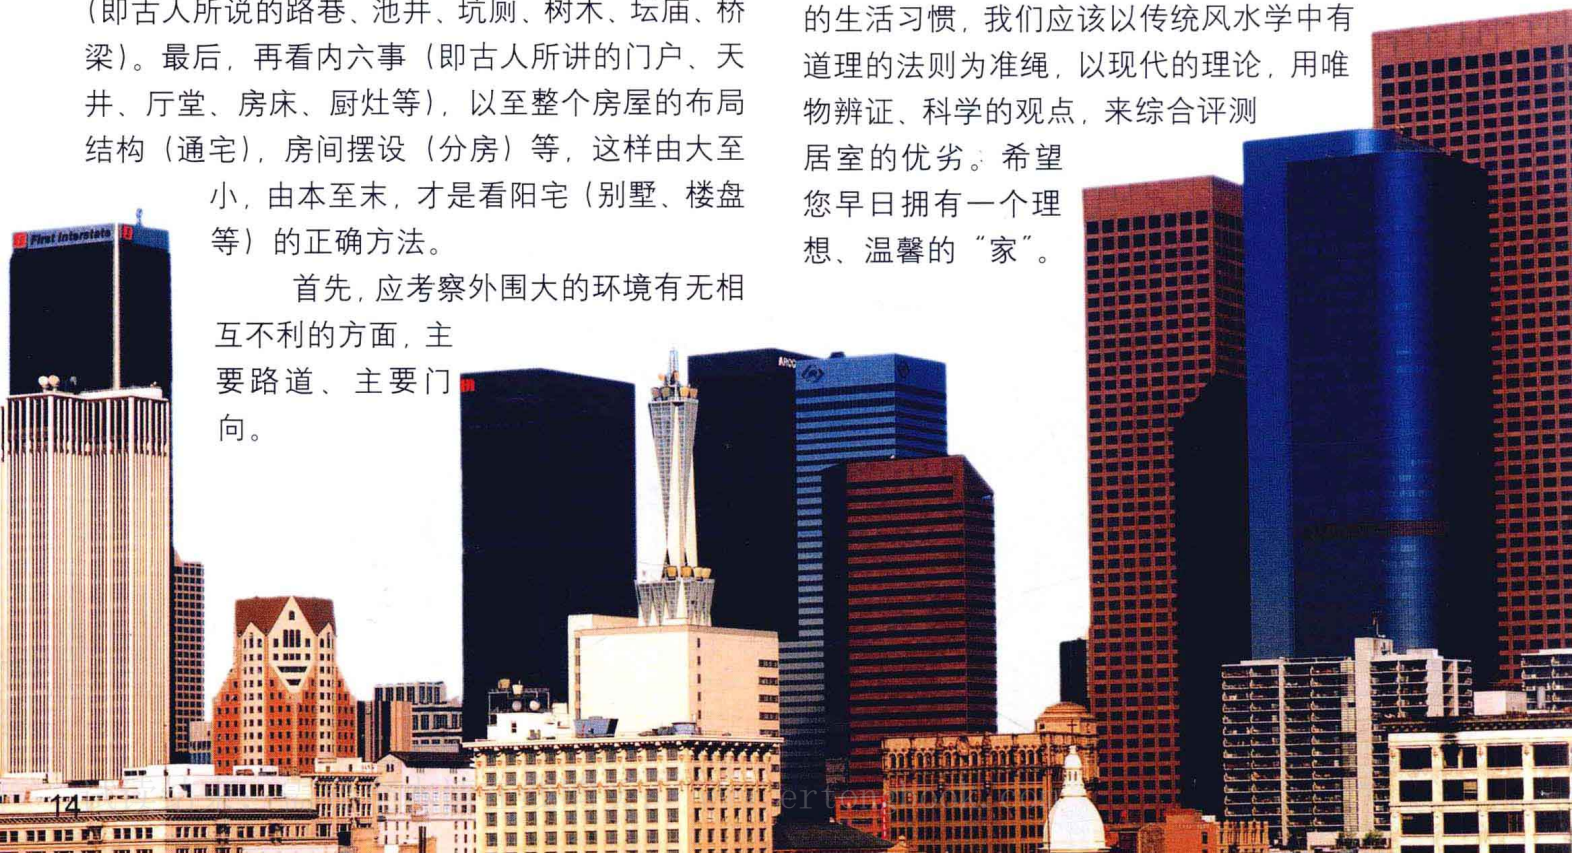 （即古人所说的路巷、池井、坑厕、树木、坛庙、桥
梁）。最后，再看内六事（即古人所讲的门户、天
井、厅堂、房床、厨灶等），以至整个房屋的布局
结构（通宅），房间摆设（分房）等，这样由大至
小，由本至末，才是看阳宅（别墅、楼盘
等）的正确方法。
首先，应考察外围大的环境有无相
互不利的方面，主
要路道、主要门
向。
的生活习惯，我们应该以传统风水学中有
道理的法则为准绳，以现代的理论，用唯
物辨证、科学的观点，来综合评测
居室的优劣。希望
您早日拥有一个理
想、温馨的“家”。
First Interstate
ARCO
14